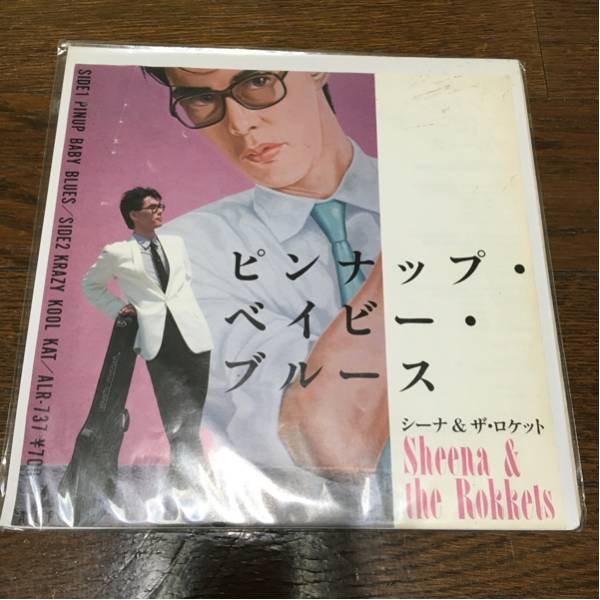 SIDE1 PINUP BABY BLUES/SIDE2 KRAZY KOOL KAT/ALR-737 ¥70
ピンナップ・
ベイビー・
ブルース
シーナ & ザ・ロケット
Sheena &
the Rokkets